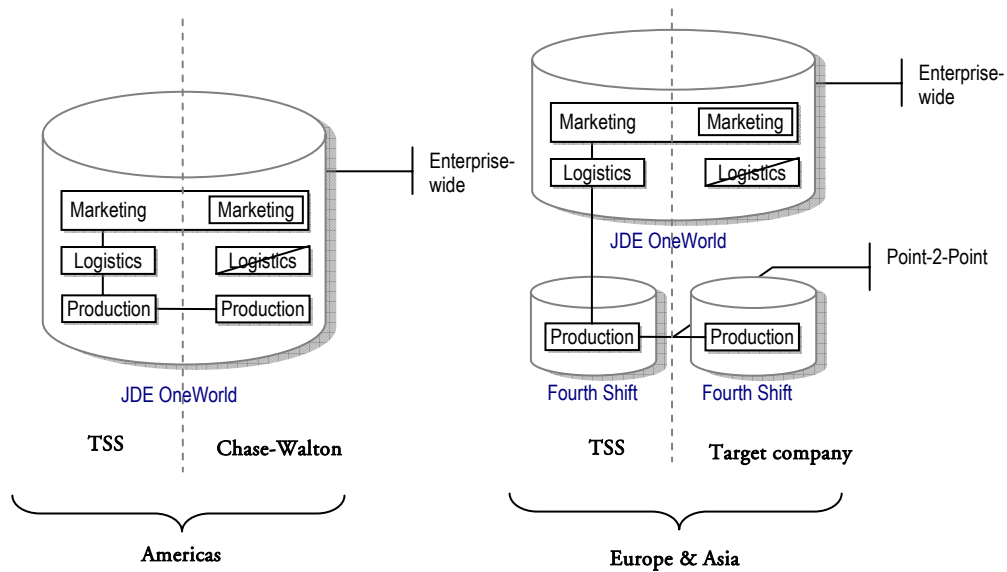 Enterprise-
wide
Marketing
Marketing
Logistics
Logistics
Production
Production
JDE OneWorld
TSS
Chase-Walton
Americas
Enterprise-
wide
Marketing
Marketing
Logistics
Logistics
JDE OneWorld
Point-2-Point
Production
Production
Fourth Shift
Fourth Shift
TSS
Target company
Europe & Asia